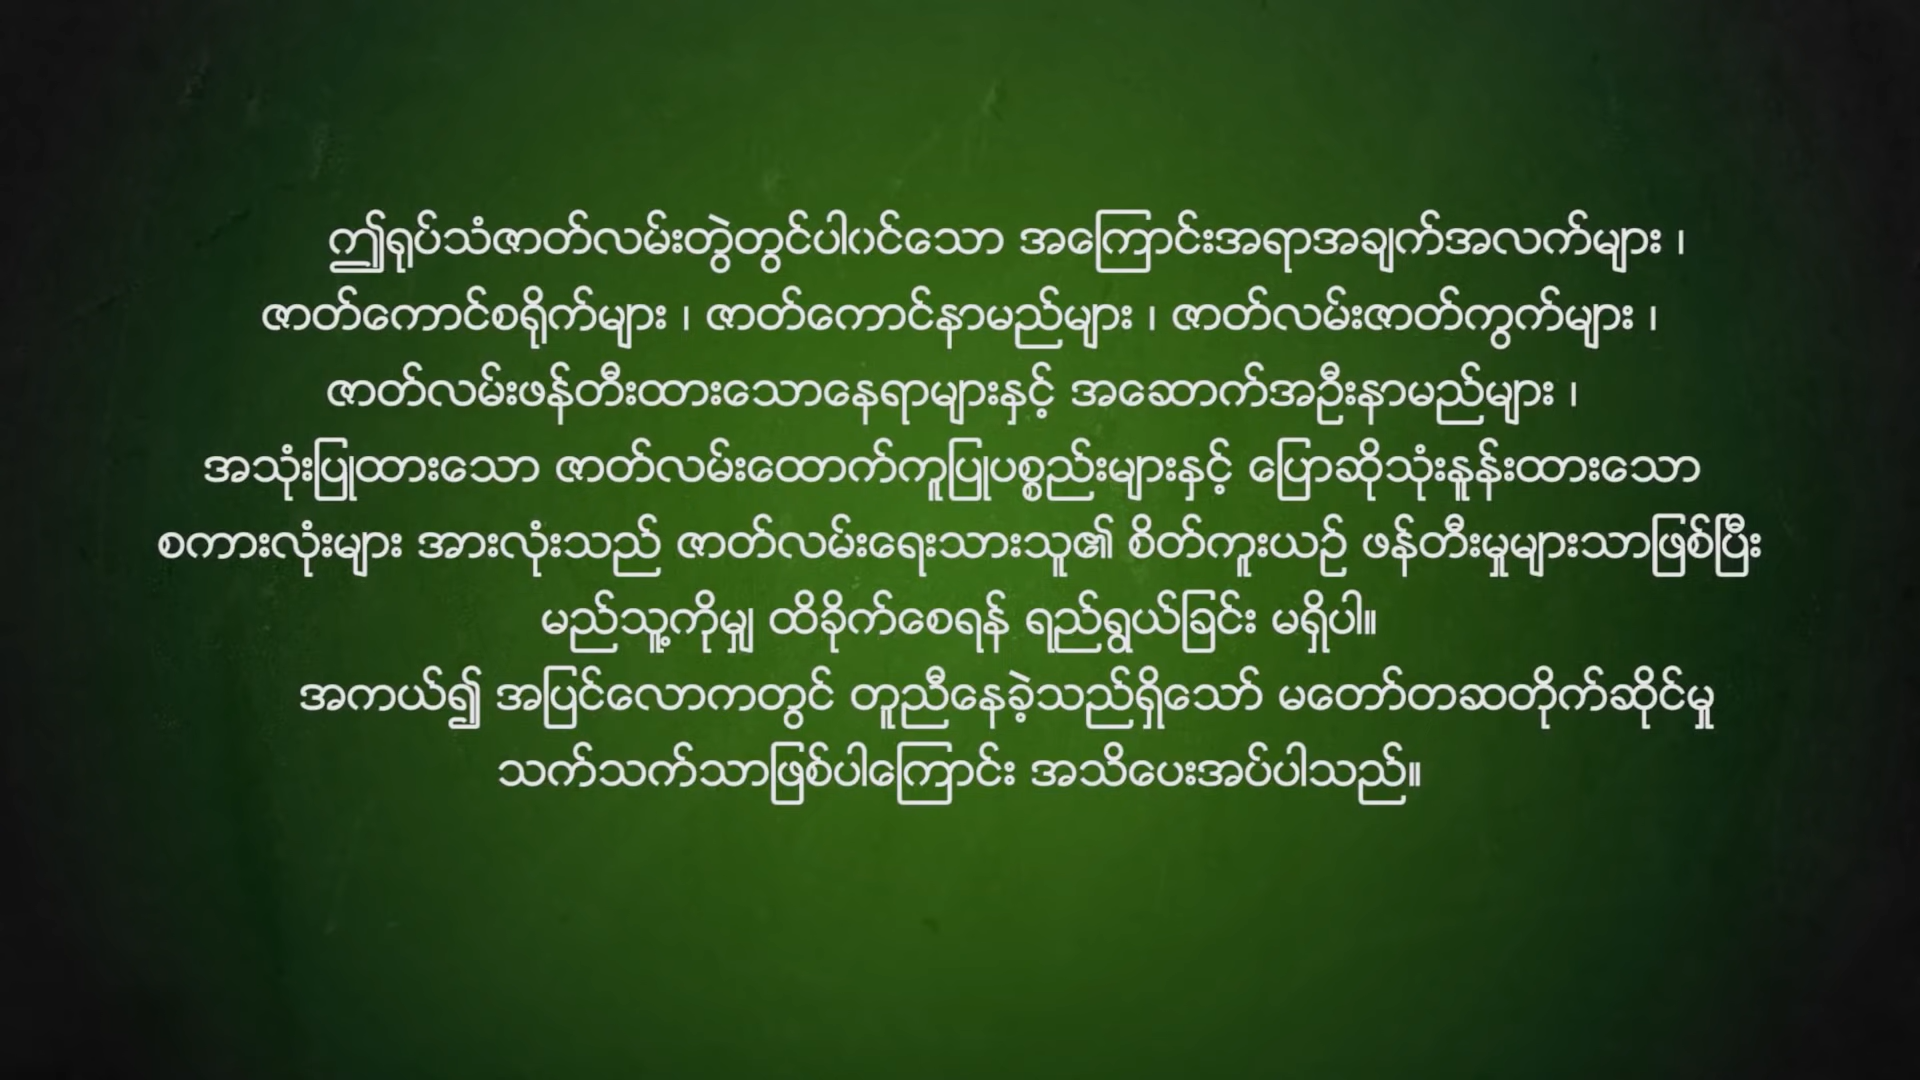 ဤရုပ်သံဇာတ်လမ်းတွဲတွင်ပါဝင်သော အကြောင်းအရာအချက်အလက်များ ၊
ဇာတ်ကောင်စရိုက်များ ၊ ဇာတ်ကောင်နာမည်များ ၊ ဇာတ်လမ်းဇာတ်ကွက်များ ၊
ဇာတ်လမ်းဖန်တီးထားသောနေရာများနှင့် အဆောက်အဦးနာမည်များ ၊
အသုံးပြုထားသော ဇာတ်လမ်းထောက်ကူပြုပစ္စည်းများနှင့် ပြောဆိုသုံးနှုန်းထားသော
စကားလုံးများ အားလုံးသည် ဇာတ်လမ်းရေးသားသူ၏ စိတ်ကူးယဉ် ဖန်တီးမှုများသာဖြစ်ပြီး
မည်သူ့ကိုမျှ ထိခိုက်စေရန် ရည်ရွယ်ခြင်း မရှိပါ။
အကယ်၍ အပြင်လောကတွင် တူညီနေခဲ့သည်ရှိသော် မတော်တဆတိုက်ဆိုင်မှု
သက်သက်သာဖြစ်ပါကြောင်း အသိပေးအပ်ပါသည်။